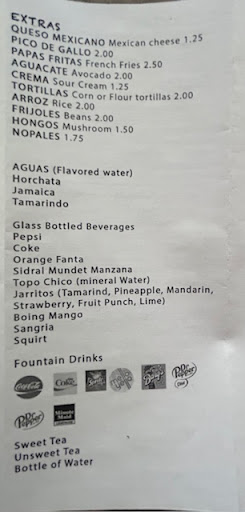 EXTRAS
QUESO MEXICANO Mexican cheese 1.25
PICO DE GALLO 2.00
PAPAS FRITAS French Fries 2.50
AGUACATE Avocado 2.00
CREMA Sour Cream 1.25
TORTILLAS Corn or Flour tortillas 2.00
ARROZ Rice 2.00
FRIJOLES Beans 2.00
HONGOS Mushroom 1.50
NOPALES 1.75
AGUAS (Flavored water)
Horchata
Jamaica
Tamarindo
Glass Bottled Beverages
Pepsi
Coke
Orange Fanta
Sidral Mundet Manzana
Topo Chico (mineral Water)
Jarritos (Tamarind, Pineapple, Mandarin,
Strawberry, Fruit Punch, Lime)
Boing Mango
Sangria
Squirt
Fountain Drinks
Coca-Cola Coke Dr Pepper
Dr Pepper Minute Maid
Sweet Tea
Unsweet Tea
Bottle of Water